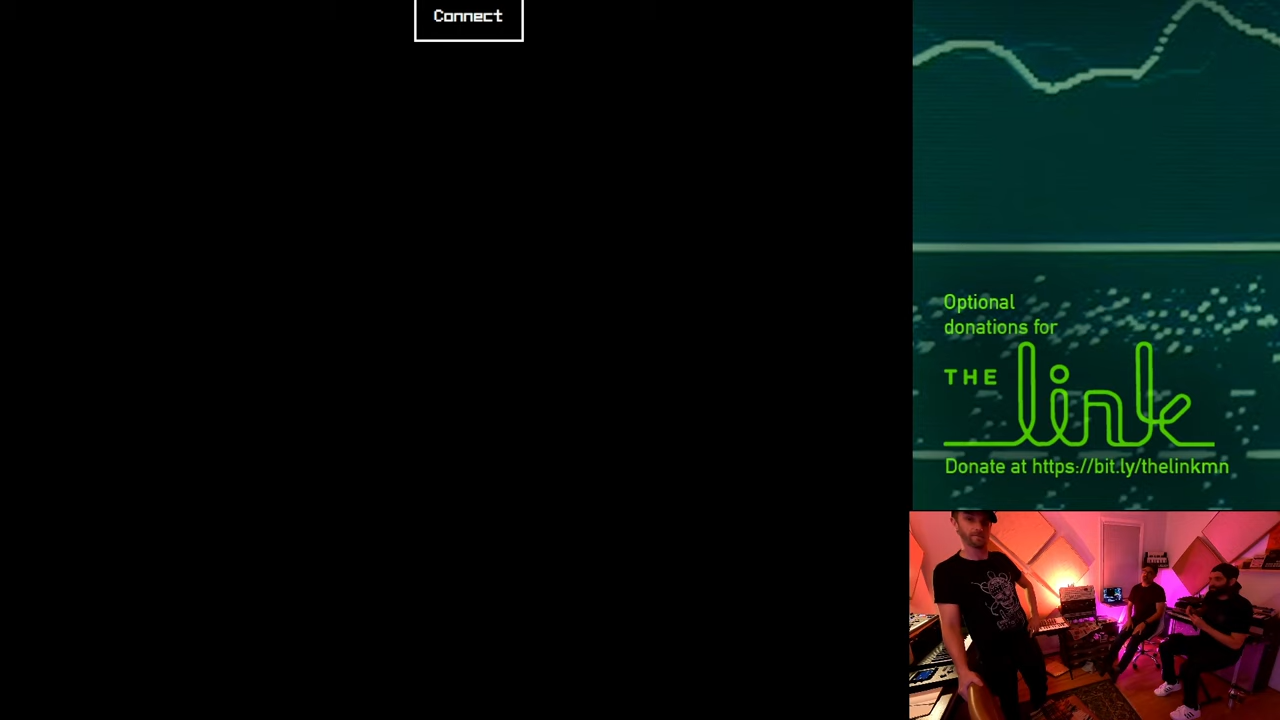 Connect
Optional
donations for
THE link
Donate at https://bit.ly/thelinkmn